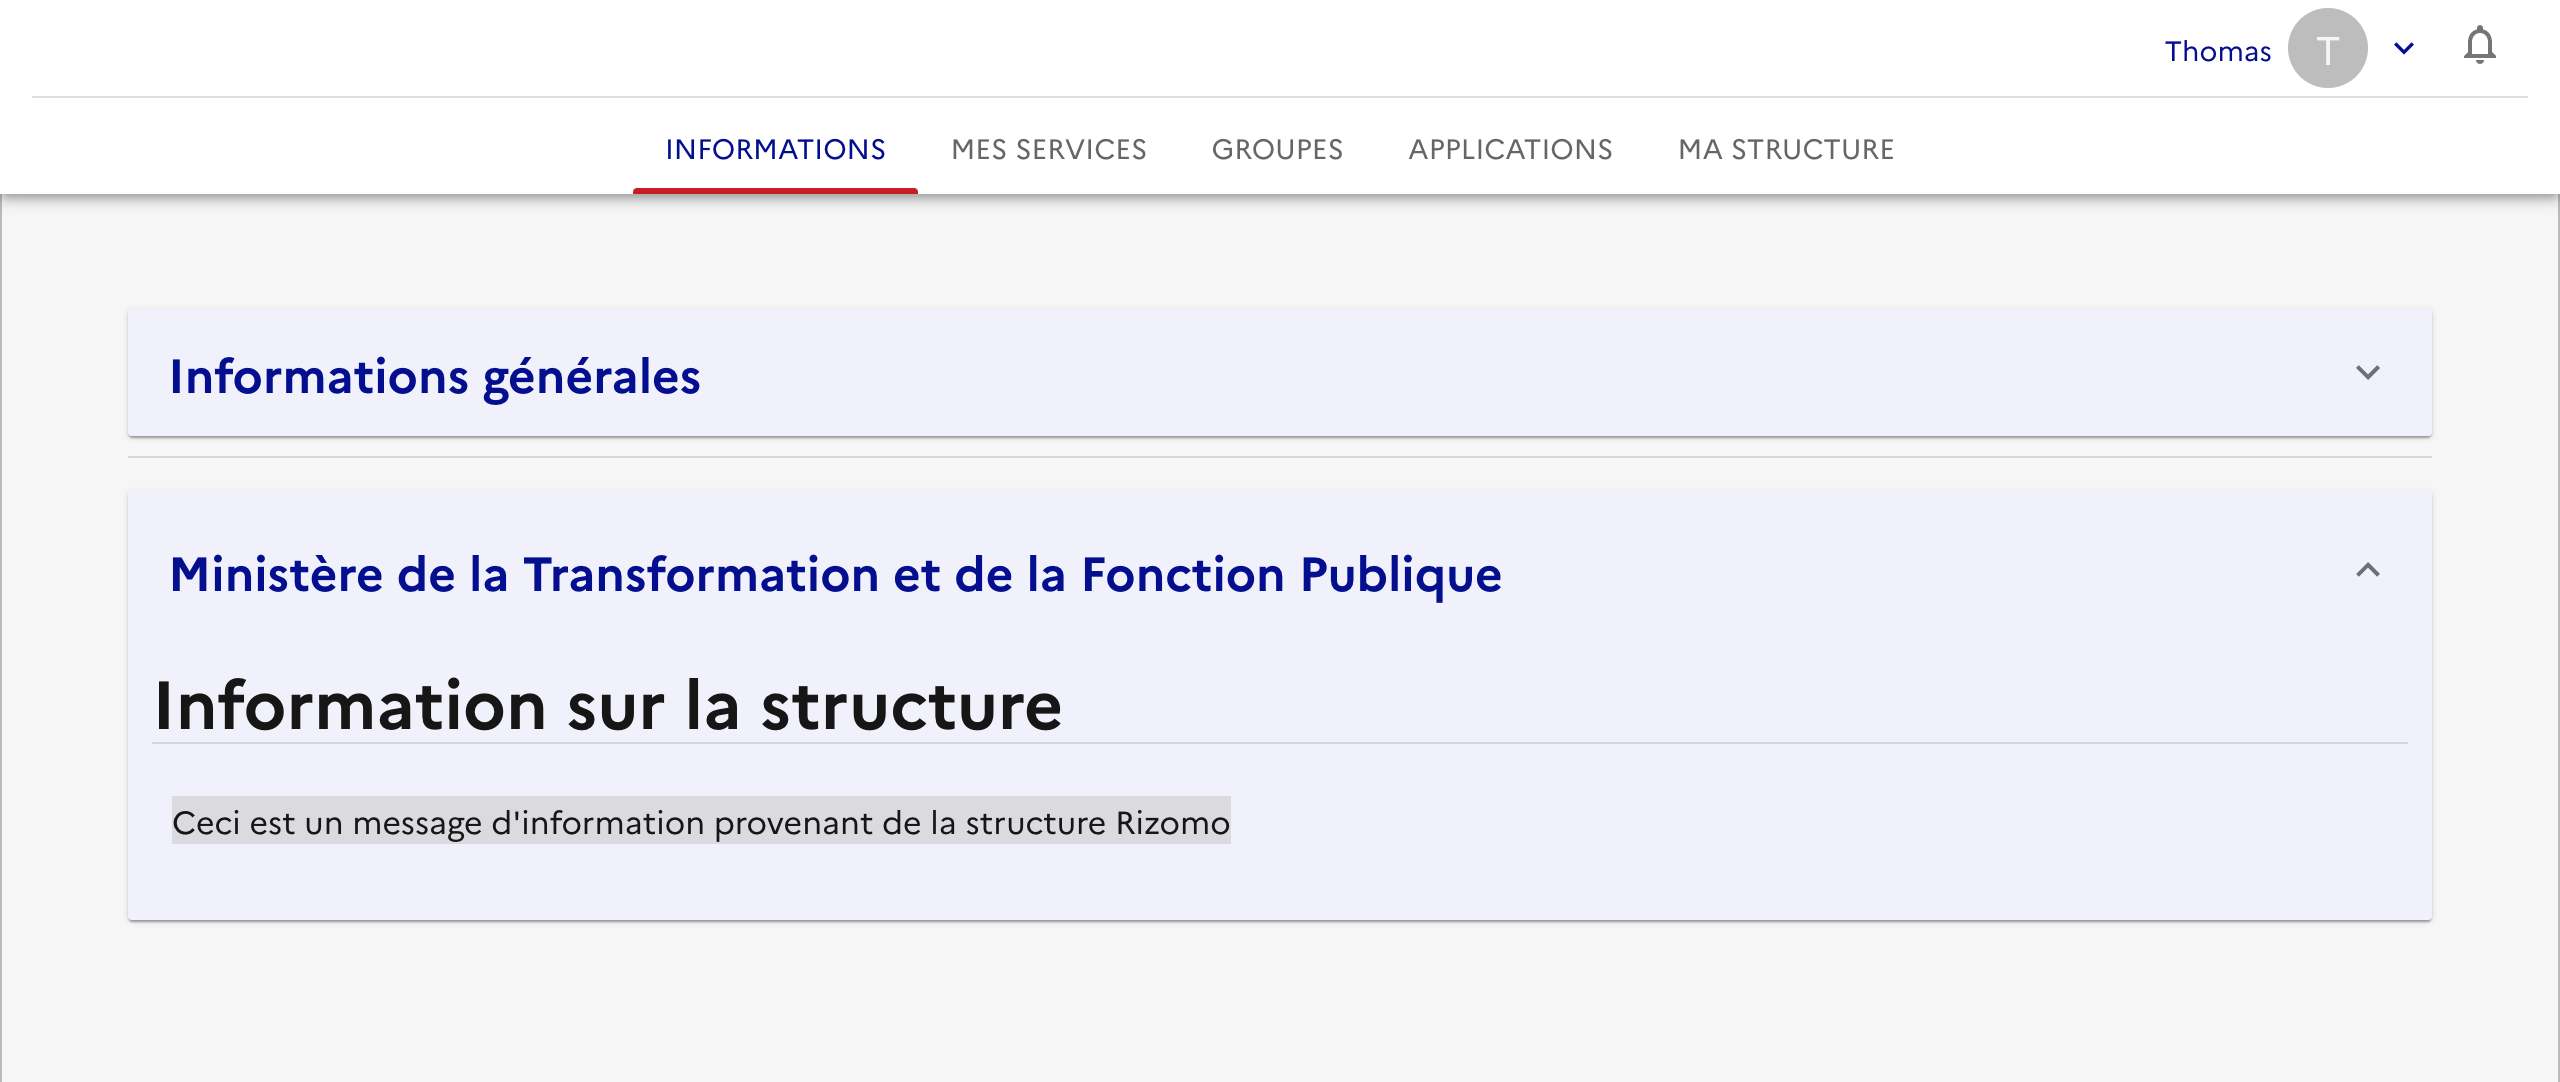 Thomas T
INFORMATIONS MES SERVICES GROUPES APPLICATIONS MA STRUCTURE
Informations générales
Ministère de la Transformation et de la Fonction Publique
Information sur la structure
Ceci est un message d'information provenant de la structure Rizomo